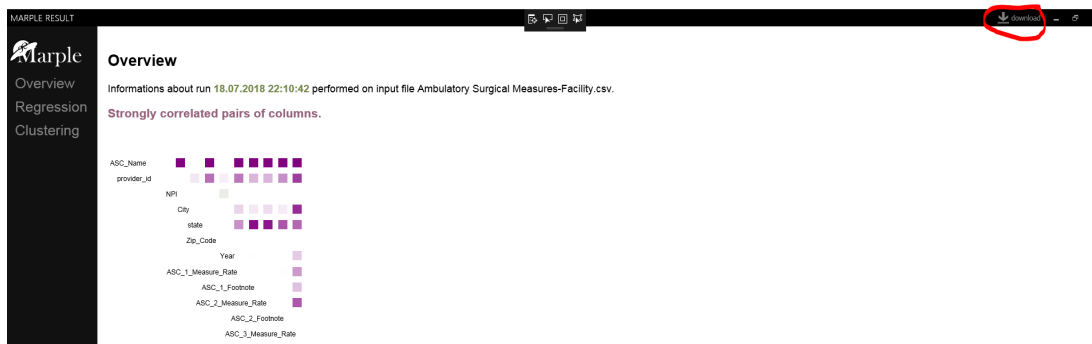 MARPLE RESULT
download
Marple
Overview
Regression
Clustering
Overview
Informations about run 18.07.2018 22:10:42 performed on input file Ambulatory Surgical Measures-Facility.csv.
Strongly correlated pairs of columns.
ASC_Name
provider_id
NPI
City
state
Zip_Code
Year
ASC_1_Measure_Rate
ASC_1_Footnote
ASC_2_Measure_Rate
ASC_2_Footnote
ASC_3_Measure_Rate